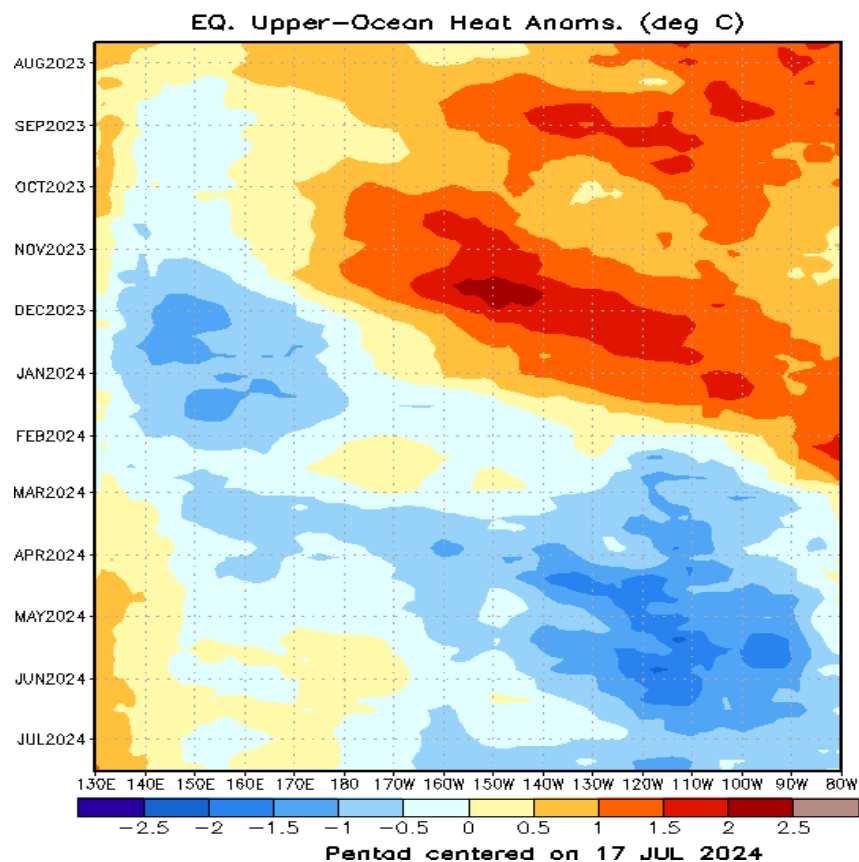 EQ. Upper-Ocean Heat Anoms. (deg C)
AUG2023
SEP2023
OCT2023
NOV2023
DEC2023
JAN2024
FEB2024
MAR2024
APR2024
MAY2024
JUN2024
JUL2024
130E 140E 150E 160E 170E 180 170W 160W 150W 140W 130W 120W 110W 100W 90W 80W
-2.5 -2 -1.5 -1 -0.5 0 0.5 1 1.5 2 2.5
Pentad centered on 17 JUL 2024